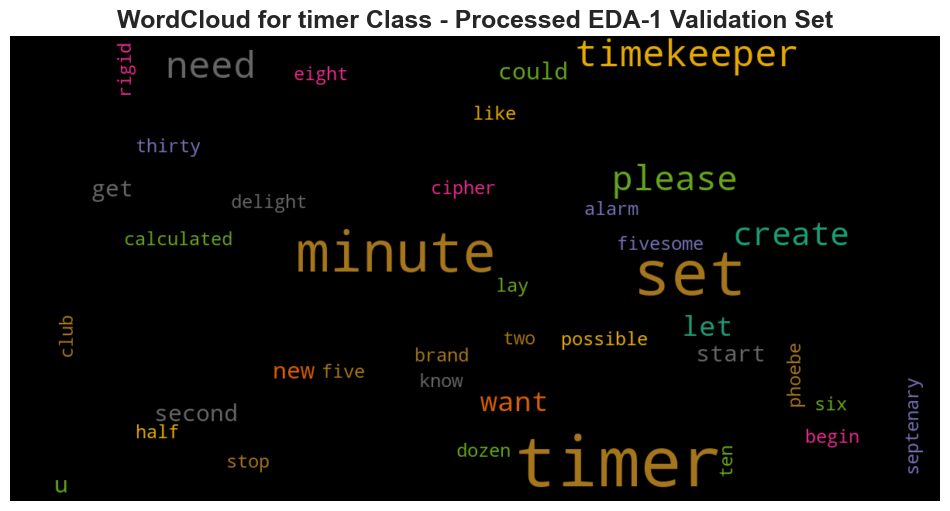 WordCloud for timer Class - Processed EDA-1 Validation Set
rigid
need
eight
could
timekeeper
like
thirty
get
delight
cipher
please
alarm
calculated
minute
fivesome
create
set
lay
club
two
possible
let
start
brand
new
five
know
phoebe
want
second
half
six
septenary
begin
stop
dozen
timer
ten
u